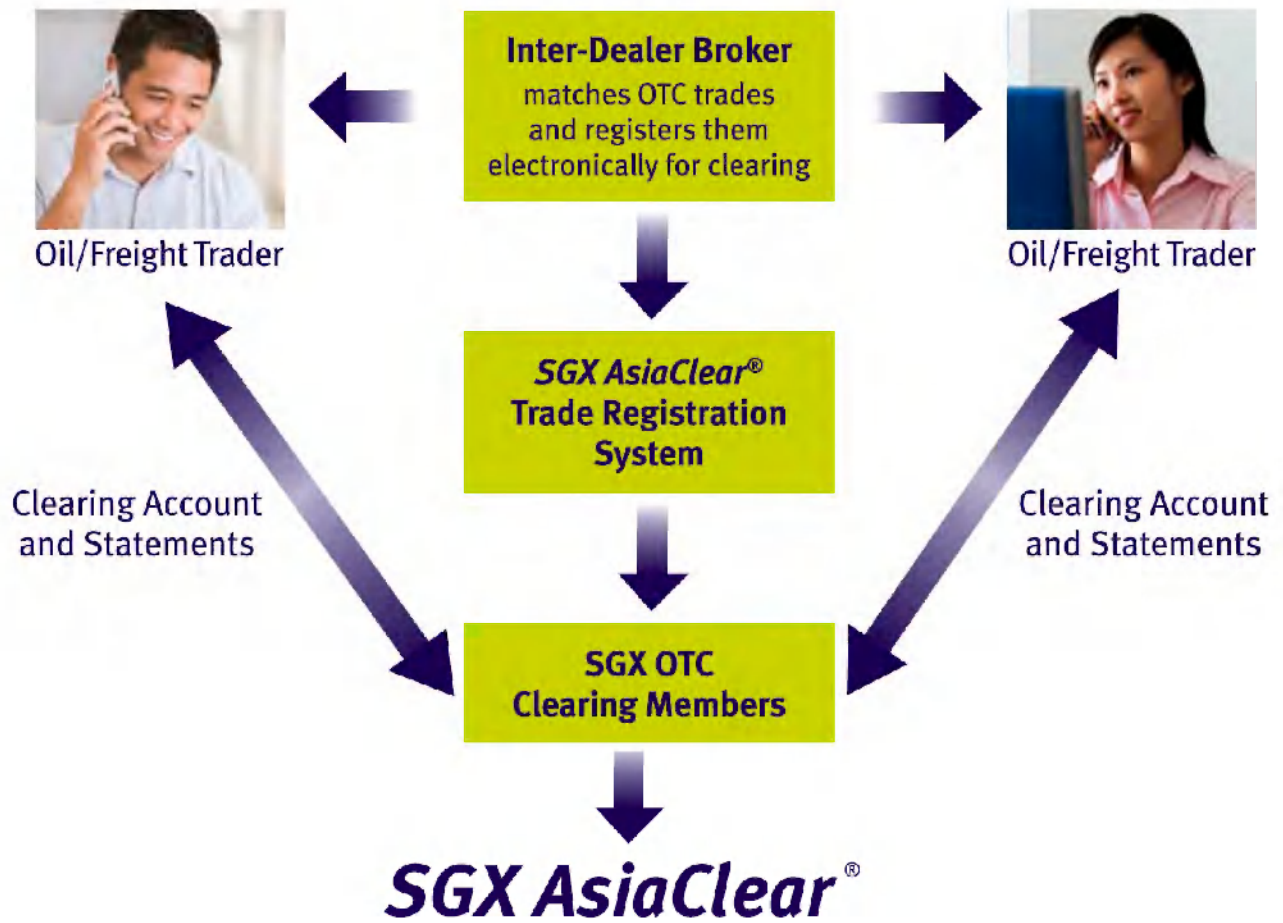 Inter-Dealer Broker
matches OTC trades
and registers them
electronically for clearing
Oil/Freight Trader
Oil/Freight Trader
SGX AsiaClear®
Trade Registration
System
Clearing Account
and Statements
Clearing Account
and Statements
SGX OTC
Clearing Members
SGX AsiaClear®